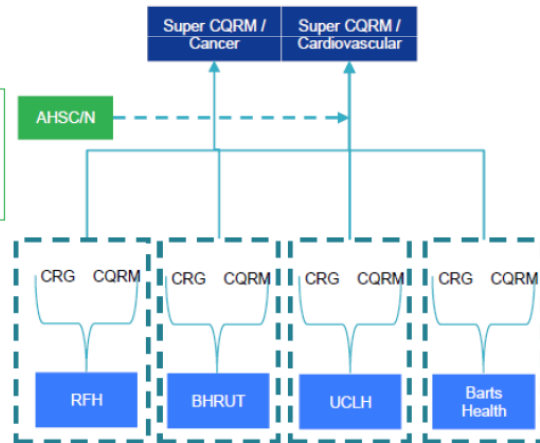 Super CQRM /
Cancer
Super CQRM /
Cardiovascular
AHSC/N
CRG CQRM
CRG CQRM
CRG CQRM
CRG CQRM
RFH
BHRUT
UCLH
Barts
Health